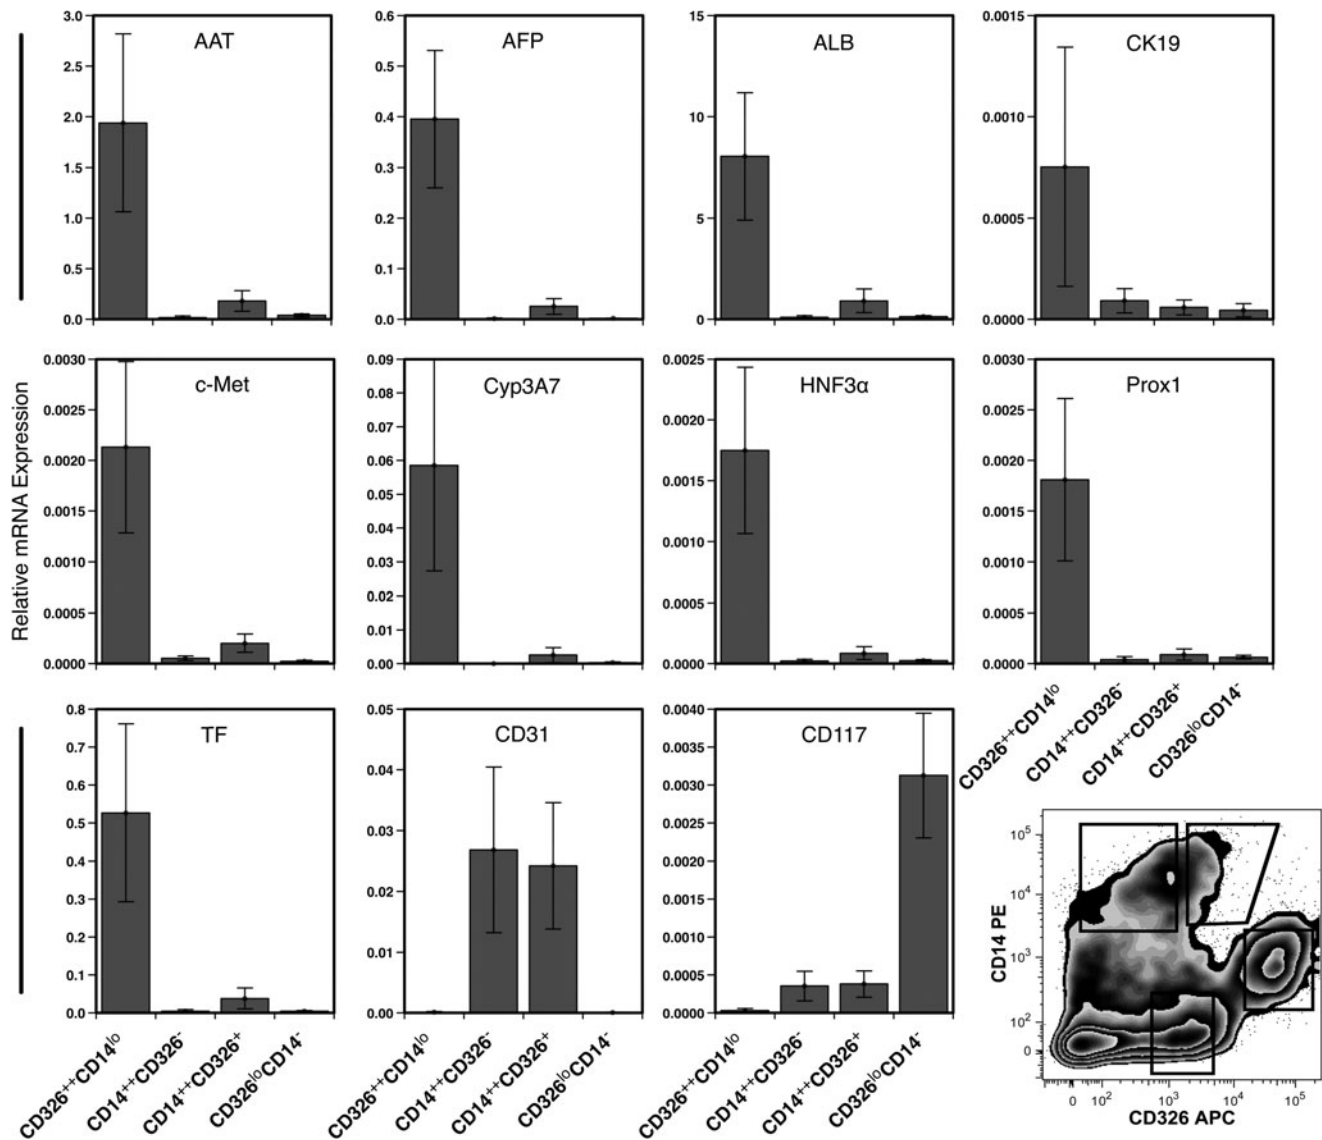 AAT
3.0
2.5
2.0
1.5
1.0
0.5
0.0
AFP
0.6
0.5
0.4
0.3
0.2
0.1
0.0
ALB
15
10
5
0
CK19
0.0015
0.0010
0.0005
0.0000
Relative mRNA Expression
c-Met
0.0030
0.0025
0.0020
0.0015
0.0010
0.0005
0.0000
Cyp3A7
0.09
0.08
0.07
0.06
0.05
0.04
0.03
0.02
0.01
0.00
HNF3α
0.0025
0.0020
0.0015
0.0010
0.0005
0.0000
Prox1
0.0030
0.0025
0.0020
0.0015
0.0010
0.0005
0.0000
CD326⁺⁺CD14ˡᵒ
CD14⁺⁺CD326⁻
CD14⁺⁺CD326⁺
CD326ˡᵒCD14⁻
TF
0.8
0.7
0.6
0.5
0.4
0.3
0.2
0.1
0.0
CD326⁺⁺CD14ˡᵒ
CD14⁺⁺CD326⁻
CD14⁺⁺CD326⁺
CD326ˡᵒCD14⁻
CD31
0.05
0.04
0.03
0.02
0.01
0.00
CD326⁺⁺CD14ˡᵒ
CD14⁺⁺CD326⁻
CD14⁺⁺CD326⁺
CD326ˡᵒCD14⁻
CD117
0.0040
0.0035
0.0030
0.0025
0.0020
0.0015
0.0010
0.0005
0.0000
CD326⁺⁺CD14ˡᵒ
CD14⁺⁺CD326⁻
CD14⁺⁺CD326⁺
CD326ˡᵒCD14⁻
CD14 PE
10⁵
10⁴
10³
10²
0
0 10² 10³ 10⁴ 10⁵
CD326 APC